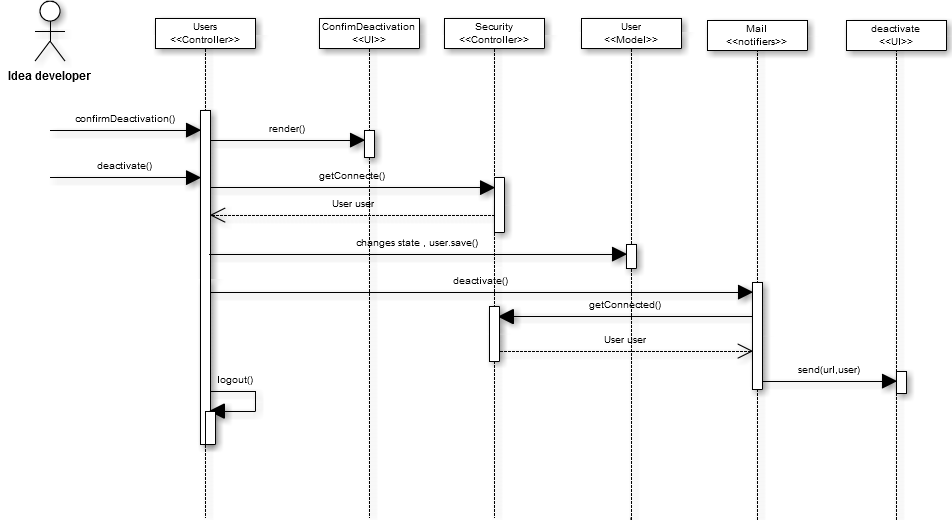 Users
<<Controller>>
ConfimDeactivation
<<UI>>
Security
<<Controller>>
User
<<Model>>
Mail
<<notifiers>>
deactivate
<<UI>>
Idea developer
confirmDeactivation()
render()
deactivate()
getConnecte()
User user
changes state , user.save()
deactivate()
getConnected()
User user
send(url,user)
logout()